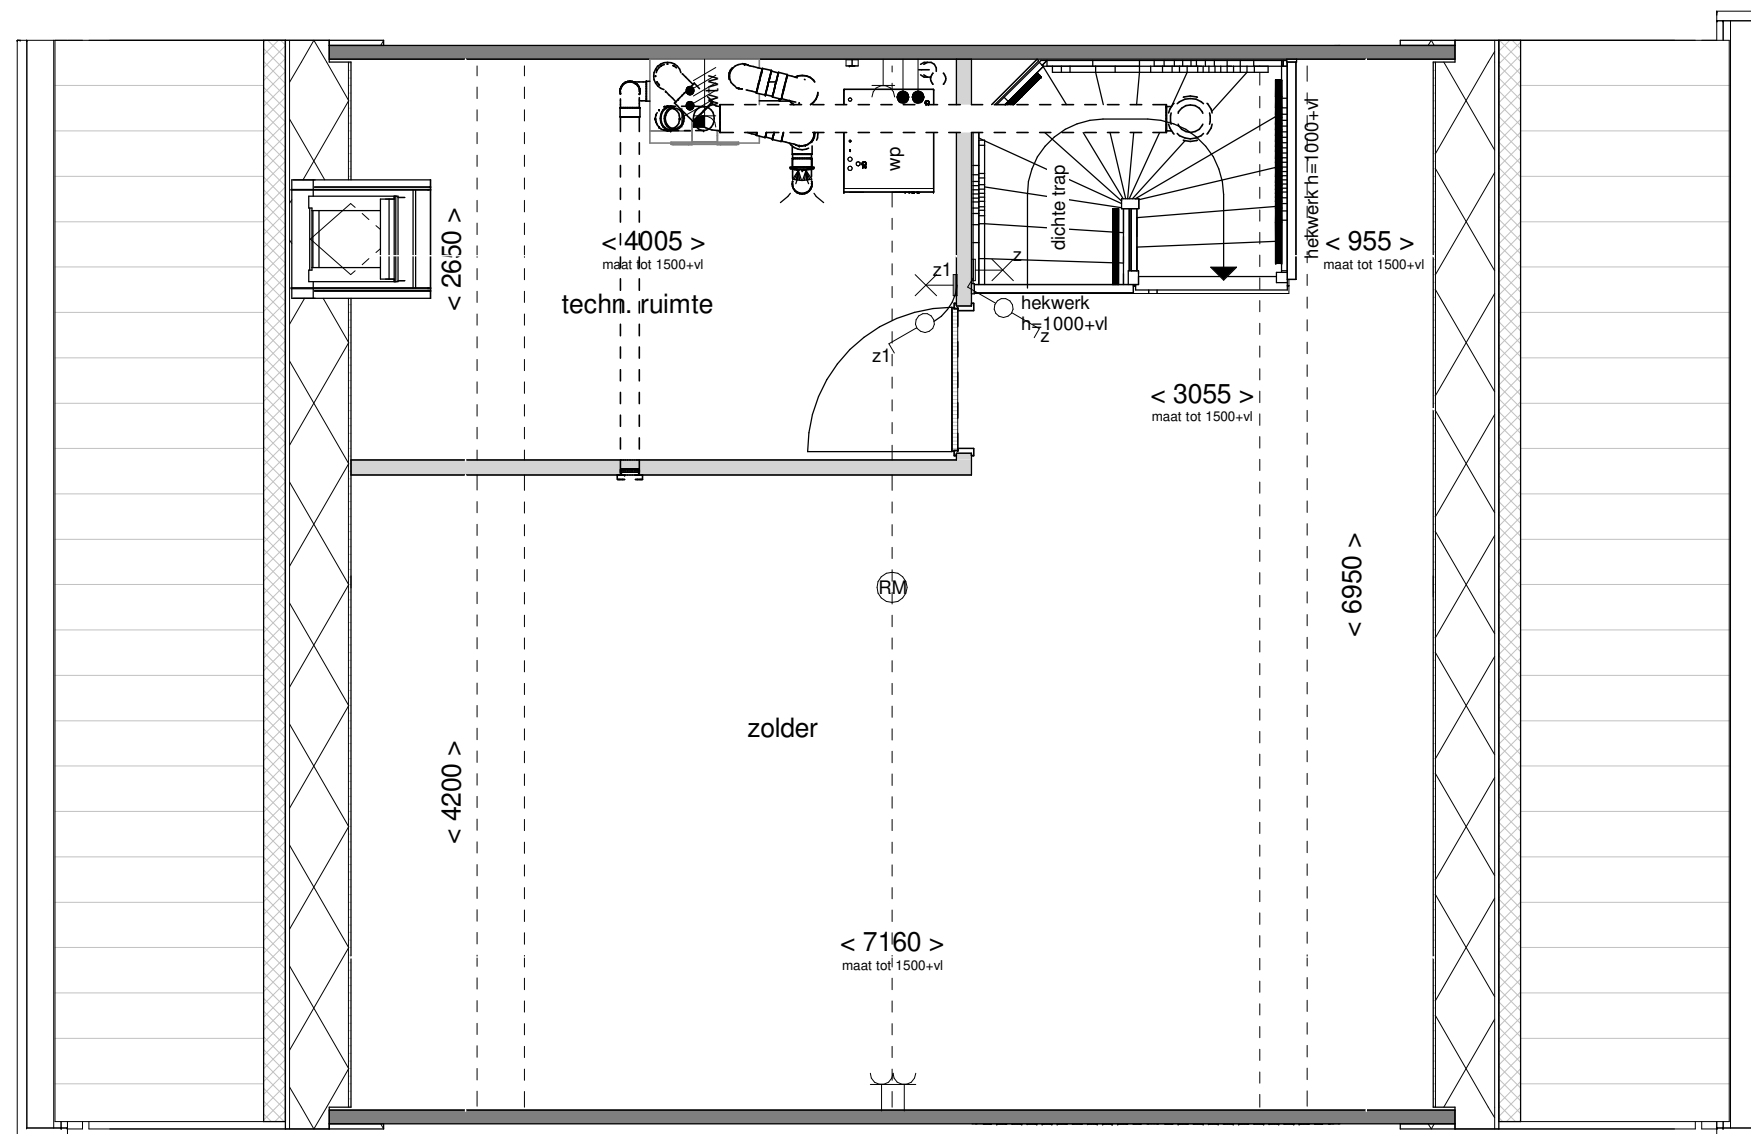 wp
dichte trap
hekwerk h=1000+vl
< 2650 >
< 4005 >
maat tot 1500+vl
techn. ruimte
< 955 >
maat tot 1500+vl
z1
z
hekwerk
h=1000+vl
z
z1
< 3055 >
maat tot 1500+vl
RM
< 6950 >
zolder
< 4200 >
< 7160 >
maat tot 1500+vl